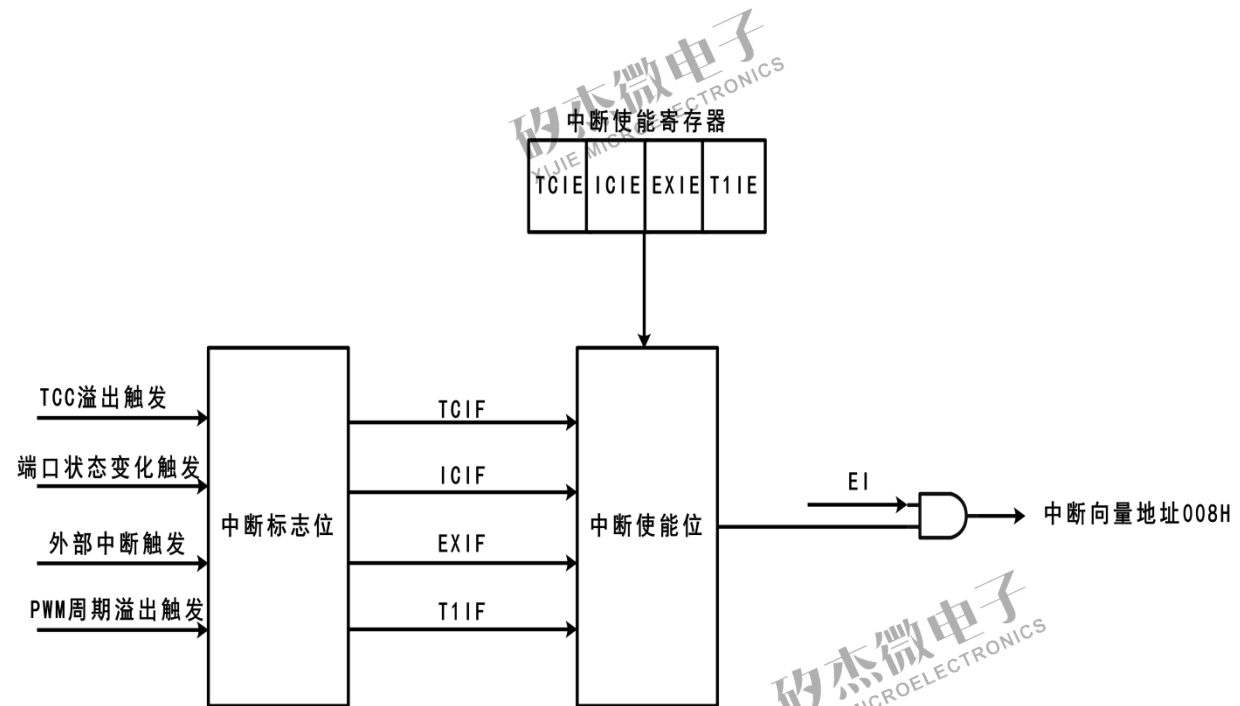 矽杰微电子
XIJIE MICROELECTRONICS
中断使能寄存器
TCIE ICIE EXIE T1IE
TCC溢出触发
端口状态变化触发
外部中断触发
PWM周期溢出触发
中断标志位
TCIF
ICIF
EXIF
T1IF
中断使能位
EI
中断向量地址008H
矽杰微电子
MICROELECTRONICS